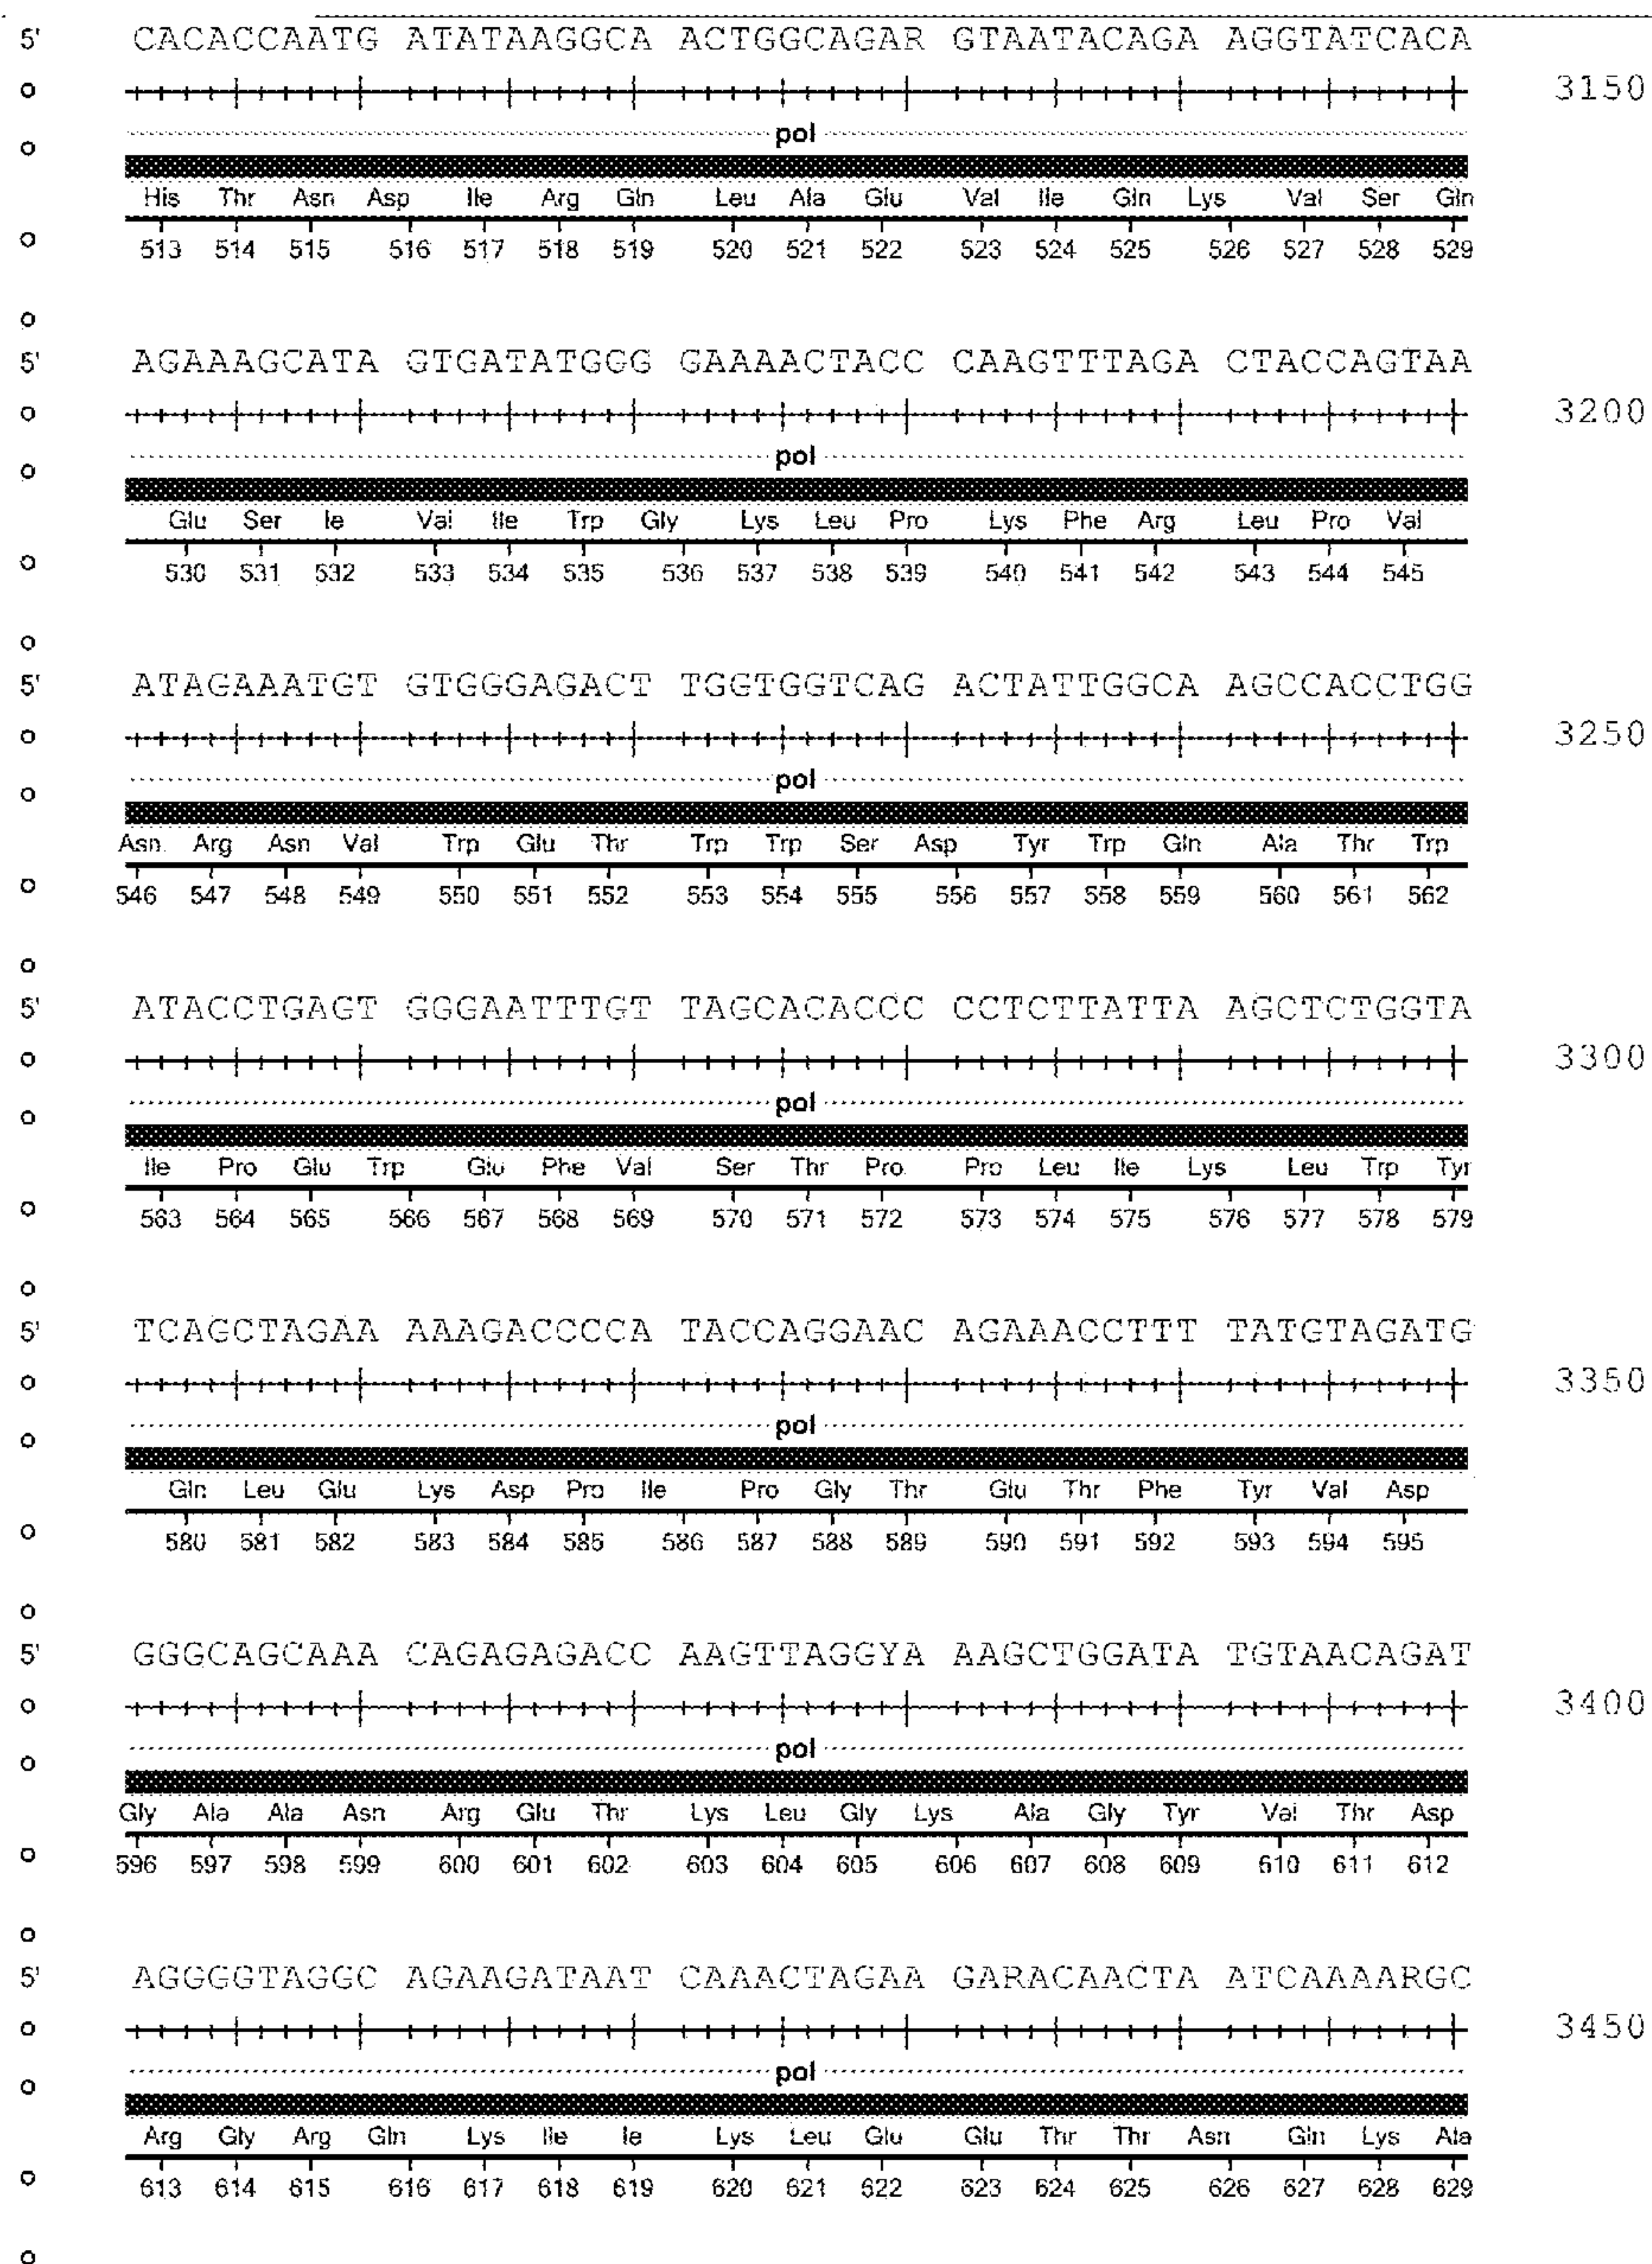 5' CACACCAATG ATATAAGGCA ACTGGCAGAR GTAATACAGA AGGTATCACA
3150
pol
His Thr Asn Asp Ile Arg Gln Leu Ala Glu Val Ile Gln Lys Val Ser Gln
513 514 515 516 517 518 519 520 521 522 523 524 525 526 527 528 529
5' AGAAAGCATA GTGATATGGG GAAAACTACC CAAGTTTAGA CTACCAGTAA
3200
pol
Glu Ser Ie Val Ile Trp Gly Lys Leu Pro Lys Phe Arg Leu Pro Val
530 531 532 533 534 535 536 537 538 539 540 541 542 543 544 545
5' ATAGAAATGT GTGGGAGACT TGGTGGTCAG ACTATTGGCA AGCCACCTGG
3250
pol
Asn Arg Asn Val Trp Glu Thr Trp Trp Ser Asp Tyr Trp Gln Ala Thr Trp
546 547 548 549 550 551 552 553 554 555 556 557 558 559 560 561 562
5' ATACCTGAGT GGGAATTTGT TAGCACACCC CCTCTTATTA AGCTCTGGTA
3300
pol
Ile Pro Glu Trp Glu Phe Val Ser Thr Pro Pro Leu Ile Lys Leu Trp Tyr
563 564 565 566 567 568 569 570 571 572 573 574 575 576 577 578 579
5' TCAGCTAGAA AAAGACCCCA TACCAGGAAC AGAAACCTTT TATGTAGATG
3350
pol
Gln Leu Glu Lys Asp Pro Ile Pro Gly Thr Glu Thr Phe Tyr Val Asp
580 581 582 583 584 585 586 587 588 589 590 591 592 593 594 595
5' GGGCAGCAAA CAGAGAGACC AAGTTAGGYA AAGCTGGATA TGTAACAGAT
3400
pol
Gly Ala Ala Asn Arg Glu Thr Lys Leu Gly Lys Ala Gly Tyr Val Thr Asp
596 597 598 599 600 601 602 603 604 605 606 607 608 609 610 611 612
5' AGGGGTAGGC AGAAGATAAT CAAACTAGAA GARACAACTA ATCAAAARGC
3450
pol
Arg Gly Arg Gln Lys Ile Ie Lys Leu Glu Glu Thr Thr Asn Gln Lys Ala
613 614 615 616 617 618 619 620 621 622 623 624 625 626 627 628 629